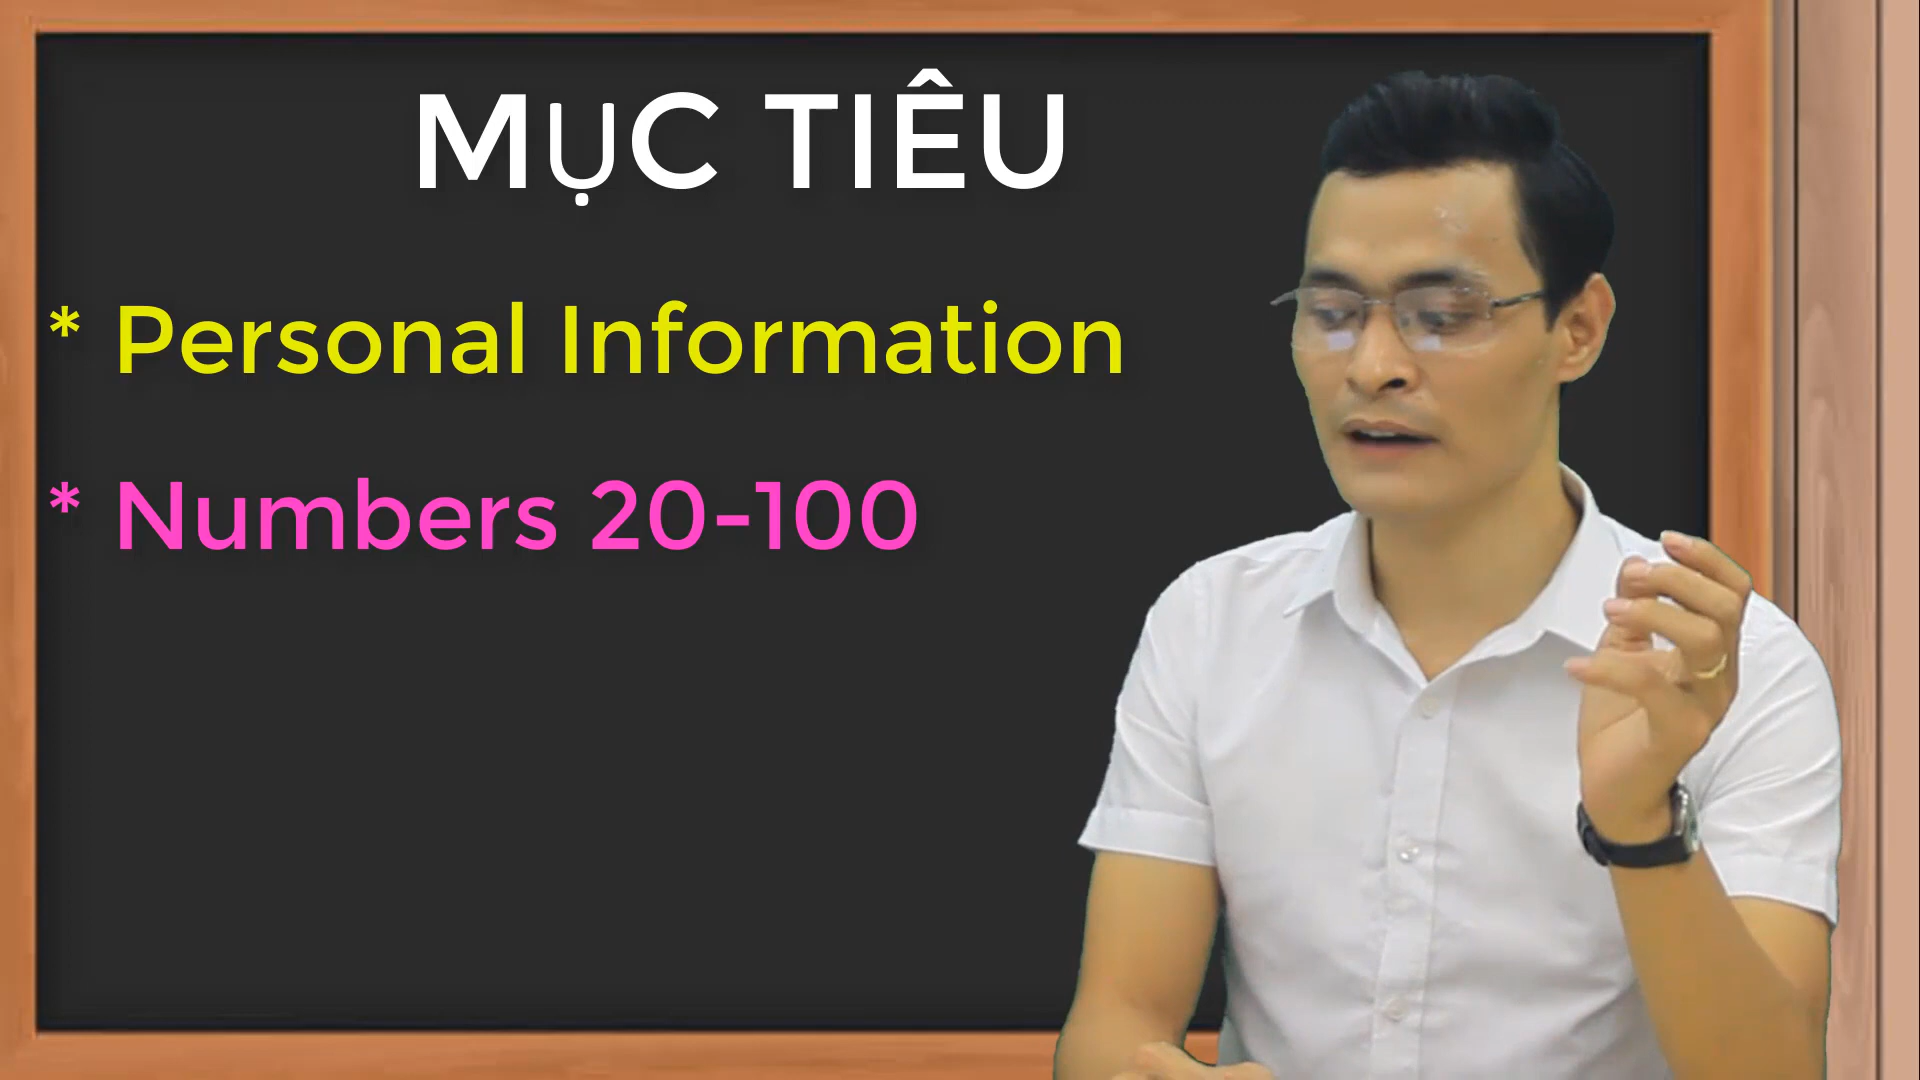 MỤC TIÊU
* Personal Information
* Numbers 20-100